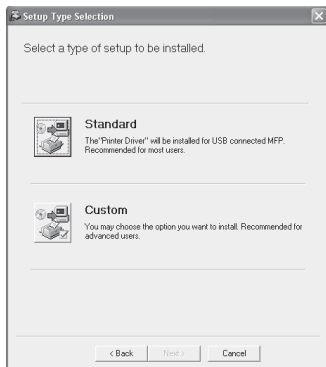 Setup Type Selection
Select a type of setup to be installed.
Standard
The"Printer Driver" will be installed for USB connected MFP.
Recommended for most users.
Custom
You may choose the option you want to install. Recommended for
advanced users.
< Back
Next >
Cancel